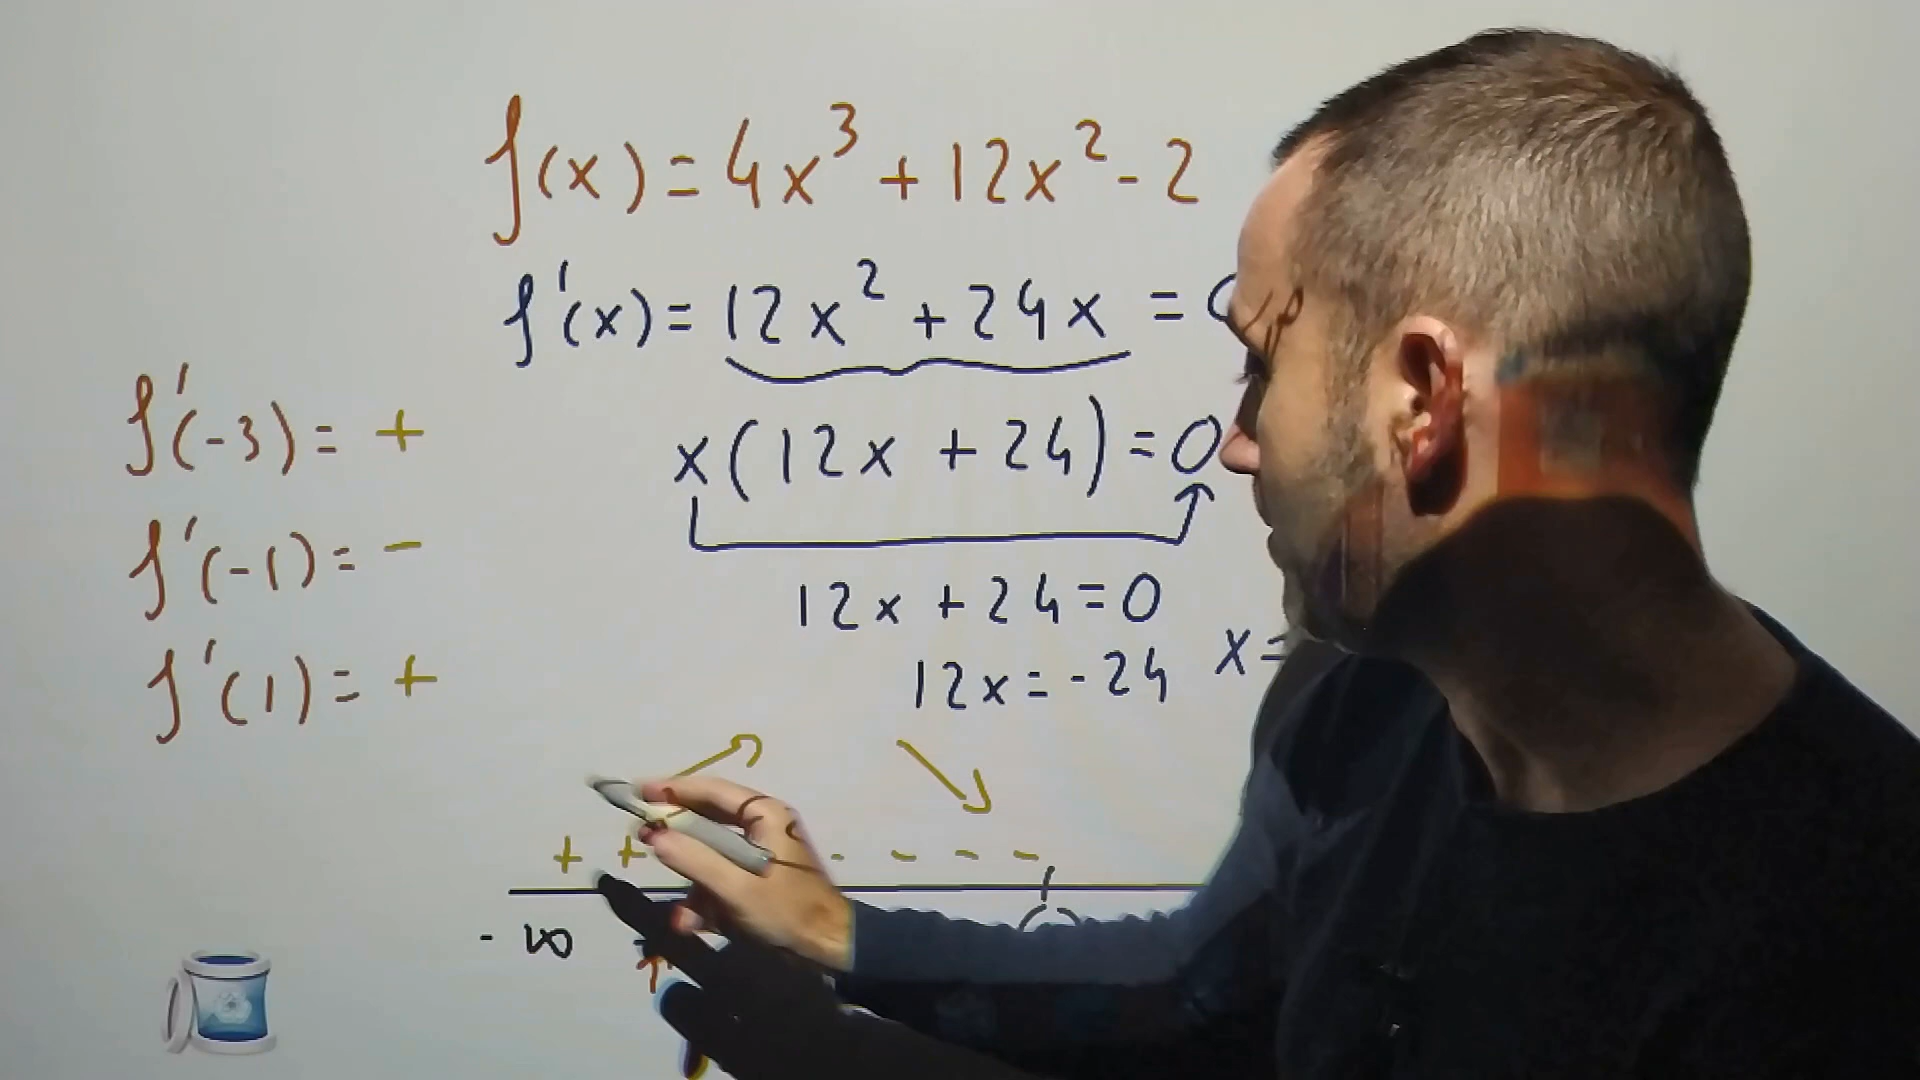 f(x) = 4x³ + 12x² - 2
f'(x) = 12x² + 24x = 0
f'(-3) = +
x(12x + 24) = 0
f'(-1) = -
12x + 24 = 0
x =
f'(1) = +
12x = -24
+ + - - - -
- ∞